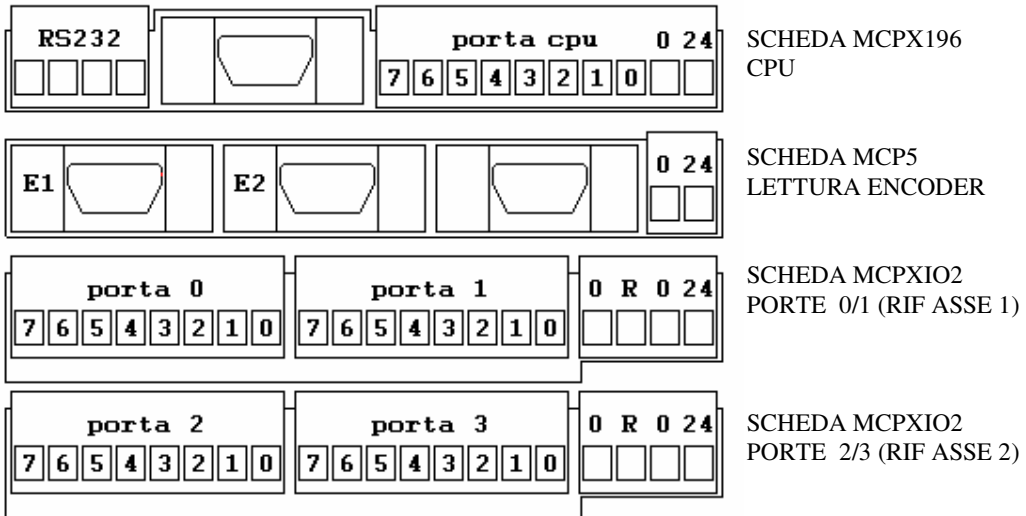 RS232
porta cpu 0 24
7 6 5 4 3 2 1 0
SCHEDA MCPX196
CPU
E1
E2
0 24
SCHEDA MCP5
LETTURA ENCODER
porta 0
7 6 5 4 3 2 1 0
porta 1
7 6 5 4 3 2 1 0
0 R 0 24
SCHEDA MCPXIO2
PORTE 0/1 (RIF ASSE 1)
porta 2
7 6 5 4 3 2 1 0
porta 3
7 6 5 4 3 2 1 0
0 R 0 24
SCHEDA MCPXIO2
PORTE 2/3 (RIF ASSE 2)